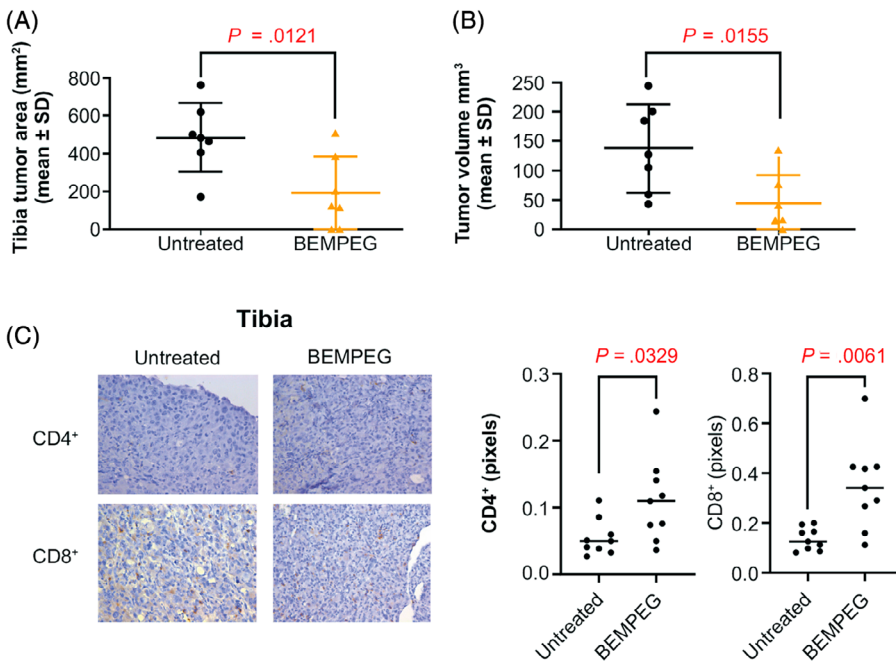 (A)
P = .0121
Tibia tumor area (mm²)
(mean ± SD)
800
600
400
200
0
Untreated
BEMPEG
(B)
P = .0155
Tumor volume mm³
(mean ± SD)
250
200
150
100
50
0
Untreated
BEMPEG
(C)
Tibia
Untreated
BEMPEG
CD4⁺
CD8⁺
P = .0329
CD4⁺ (pixels)
0.3
0.2
0.1
0.0
Untreated
BEMPEG
P = .0061
CD8⁺ (pixels)
0.8
0.6
0.4
0.2
0.0
Untreated
BEMPEG